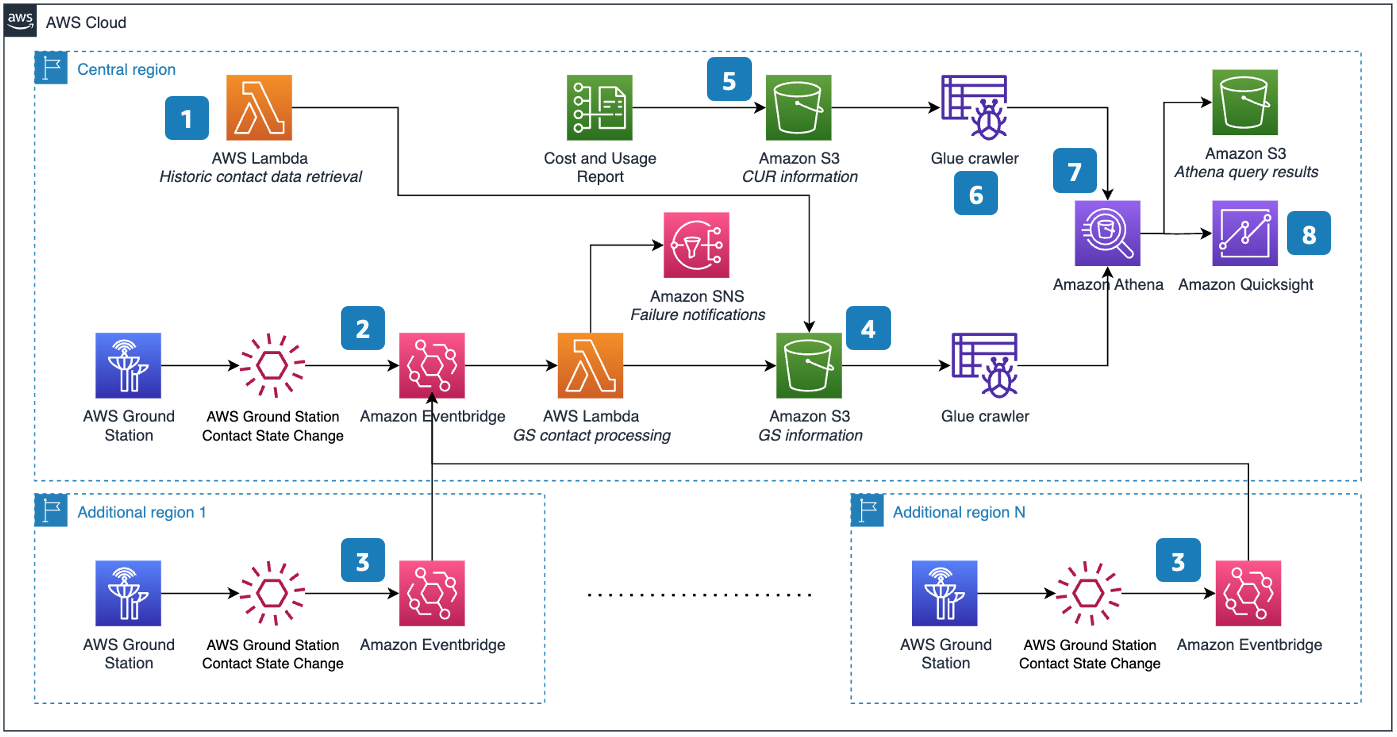 aws
AWS Cloud
Central region
1
AWS Lambda
Historic contact data retrieval
Cost and Usage
Report
5
Amazon S3
CUR information
Glue crawler
6
7
Amazon S3
Athena query results
Amazon Athena
Amazon Quicksight
8
Amazon SNS
Failure notifications
AWS Ground
Station
AWS Ground Station
Contact State Change
2
Amazon Eventbridge
AWS Lambda
GS contact processing
4
Amazon S3
GS information
Glue crawler
Additional region 1
AWS Ground
Station
AWS Ground Station
Contact State Change
3
Amazon Eventbridge
Additional region N
AWS Ground
Station
AWS Ground Station
Contact State Change
3
Amazon Eventbridge